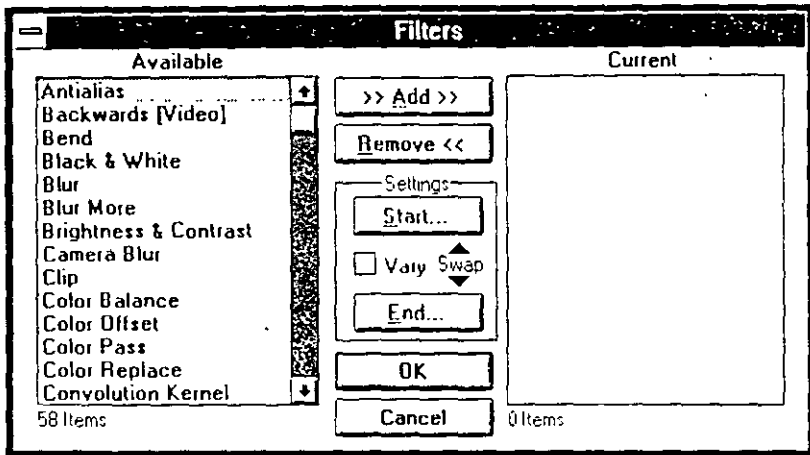 Filters
Available
Antialias
Backwards [Video]
Bend
Black & White
Blur
Blur More
Brightness & Contrast
Camera Blur
Clip
Color Balance
Color Offset
Color Pass
Color Replace
Convolution Kernel
58 Items
>> Add >>
Remove <<
Settings
Start...
Vary Swap
End...
OK
Cancel
Current
0 Items